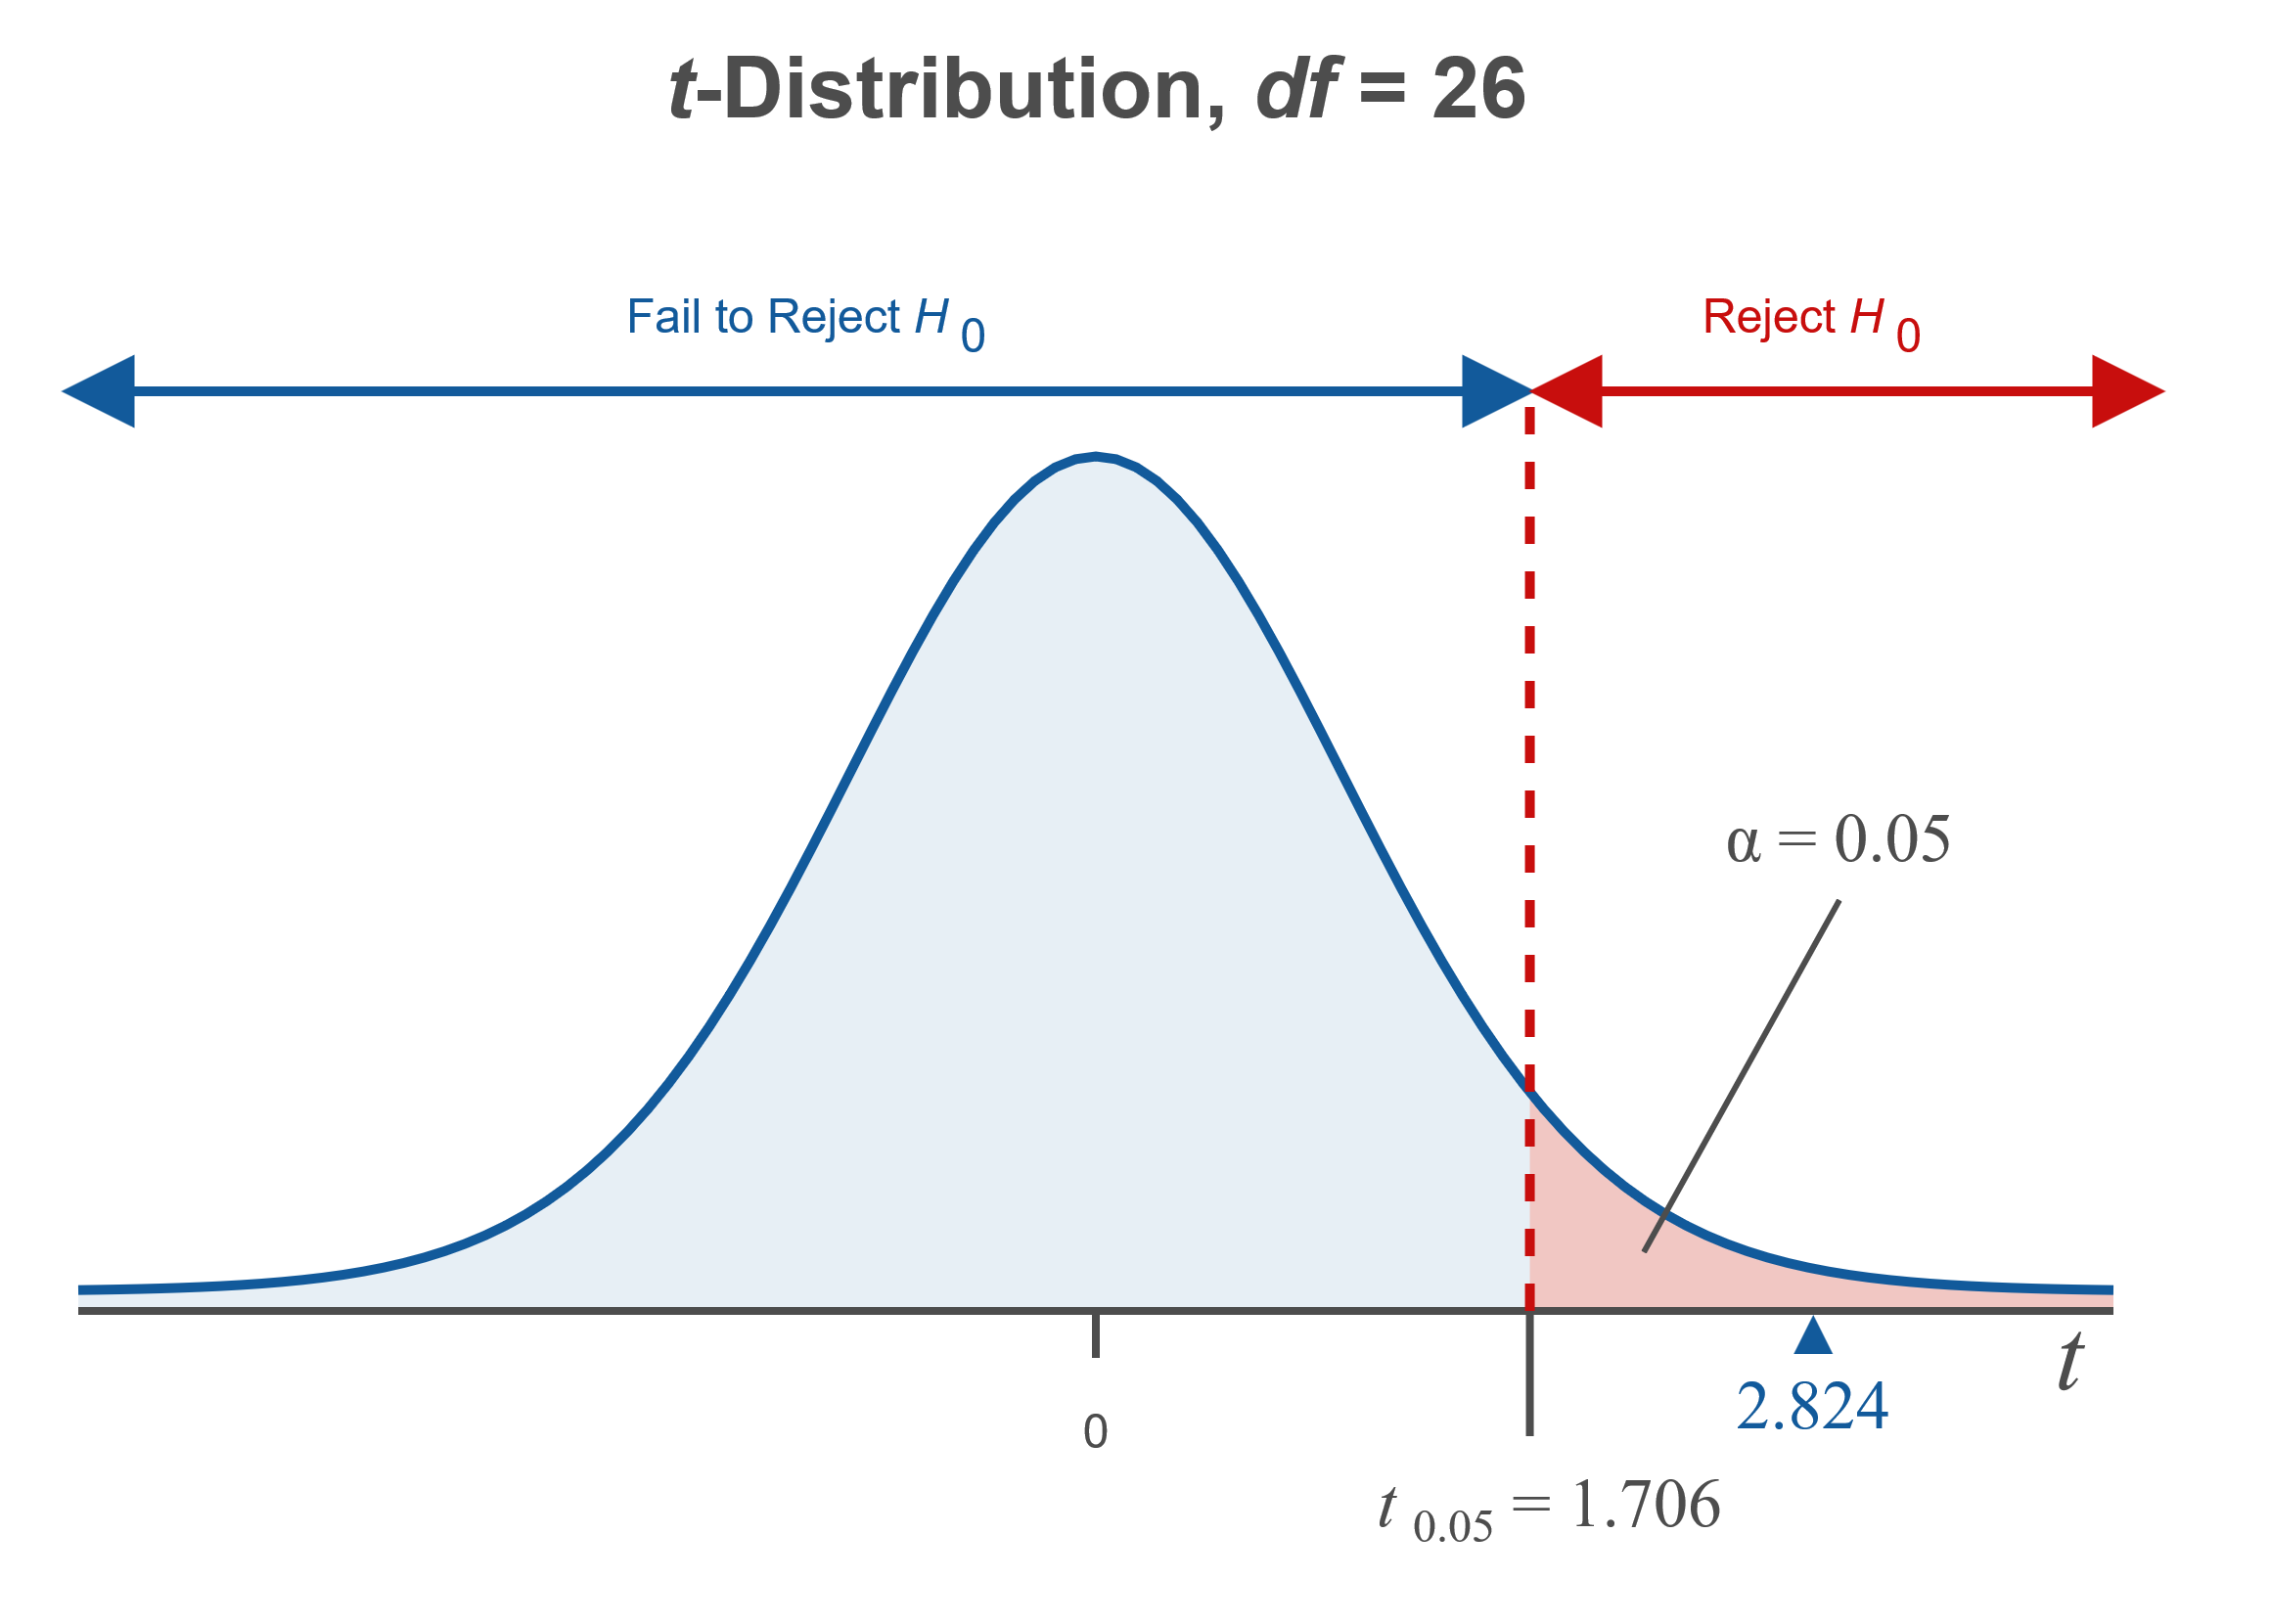 t-Distribution, df = 26
Fail to Reject H 0
Reject H 0
α = 0.05
t
0
2.824
t 0.05 = 1.706